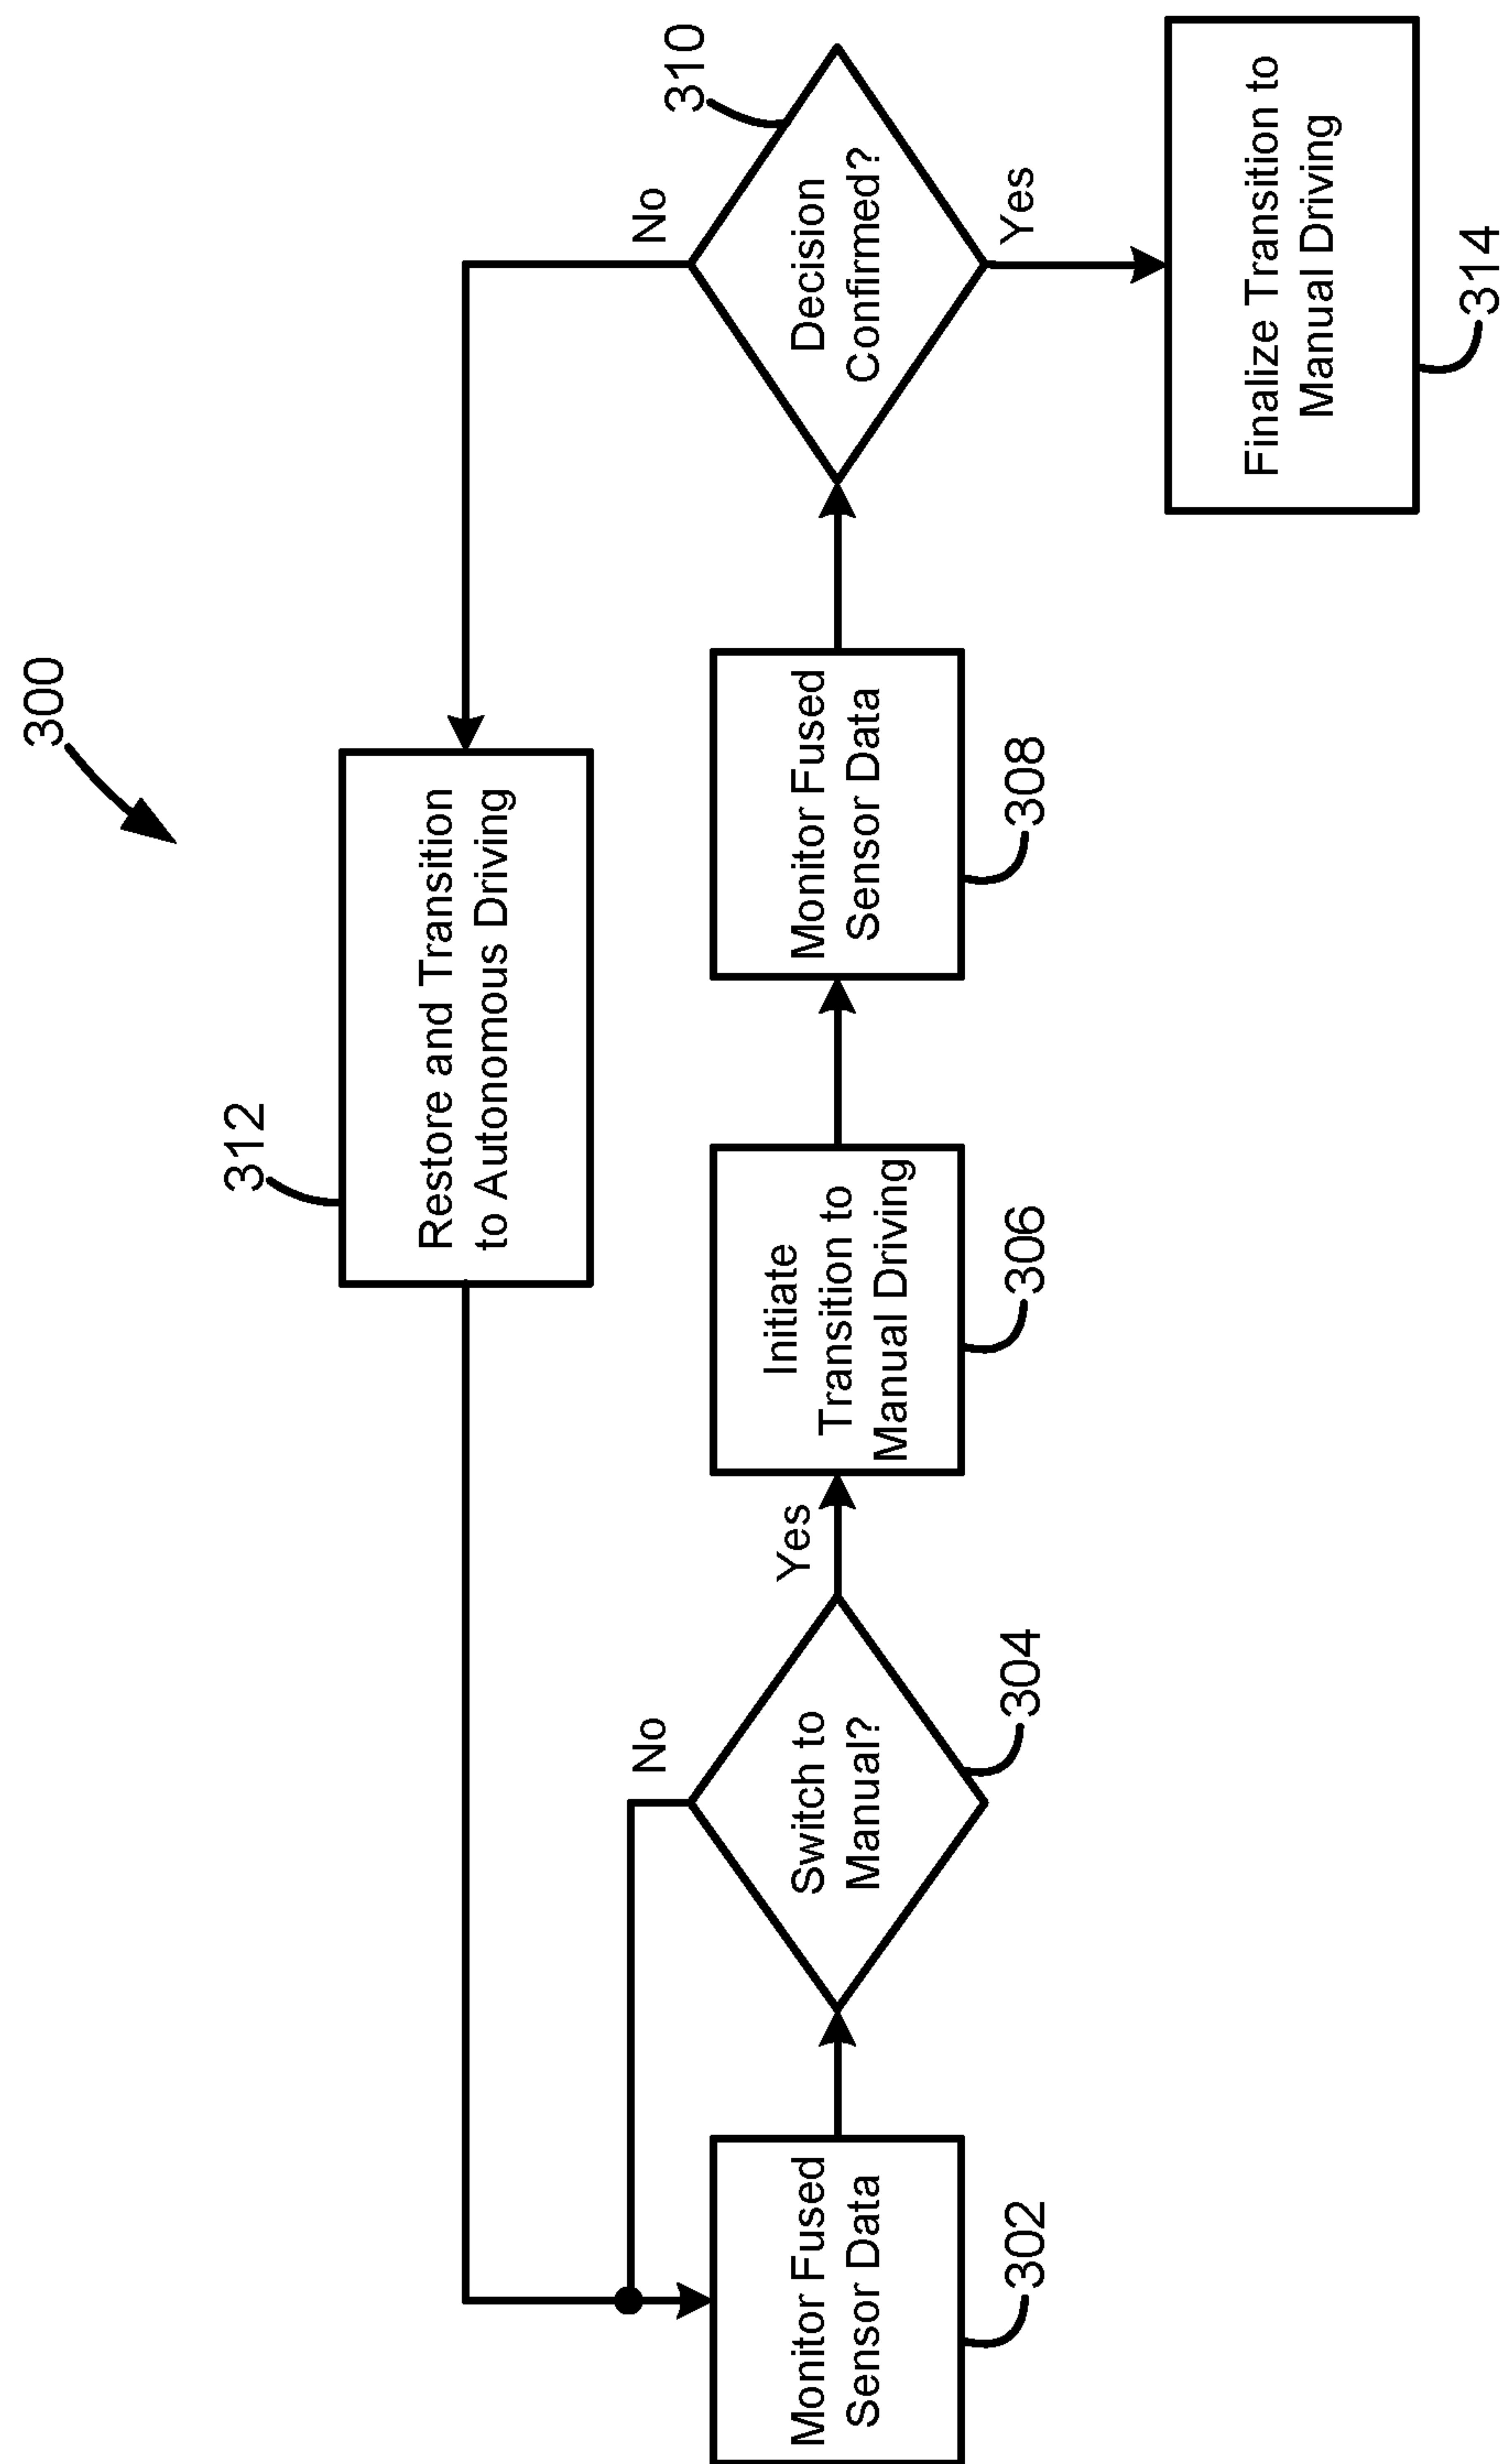 300
312
Restore and Transition
to Autonomous Driving
Monitor Fused
Sensor Data
302
No
Switch to
Manual?
304
Yes
Initiate
Transition to
Manual Driving
306
Monitor Fused
Sensor Data
308
310
No
Decision
Confirmed?
Yes
Finalize Transition to
Manual Driving
314